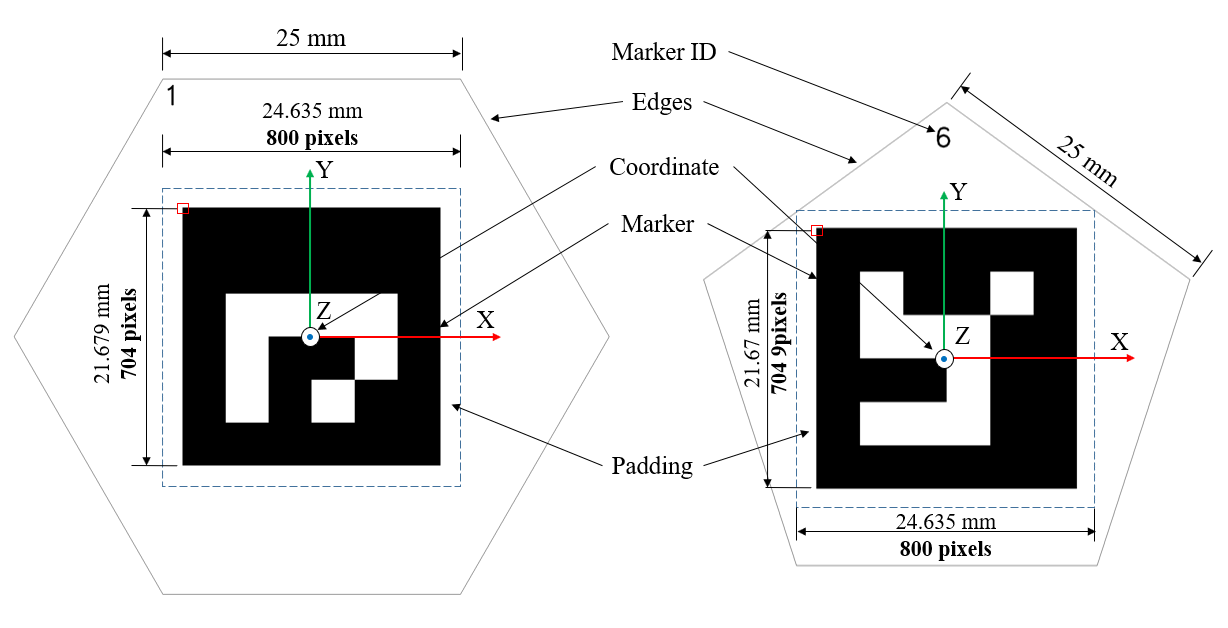 25 mm
1
24.635 mm
800 pixels
Y
21.679 mm
704 pixels
Z
X
Marker ID
Edges
Coordinate
Marker
Padding
6
25 mm
Y
21.67 mm
704 9pixels
Z
X
24.635 mm
800 pixels